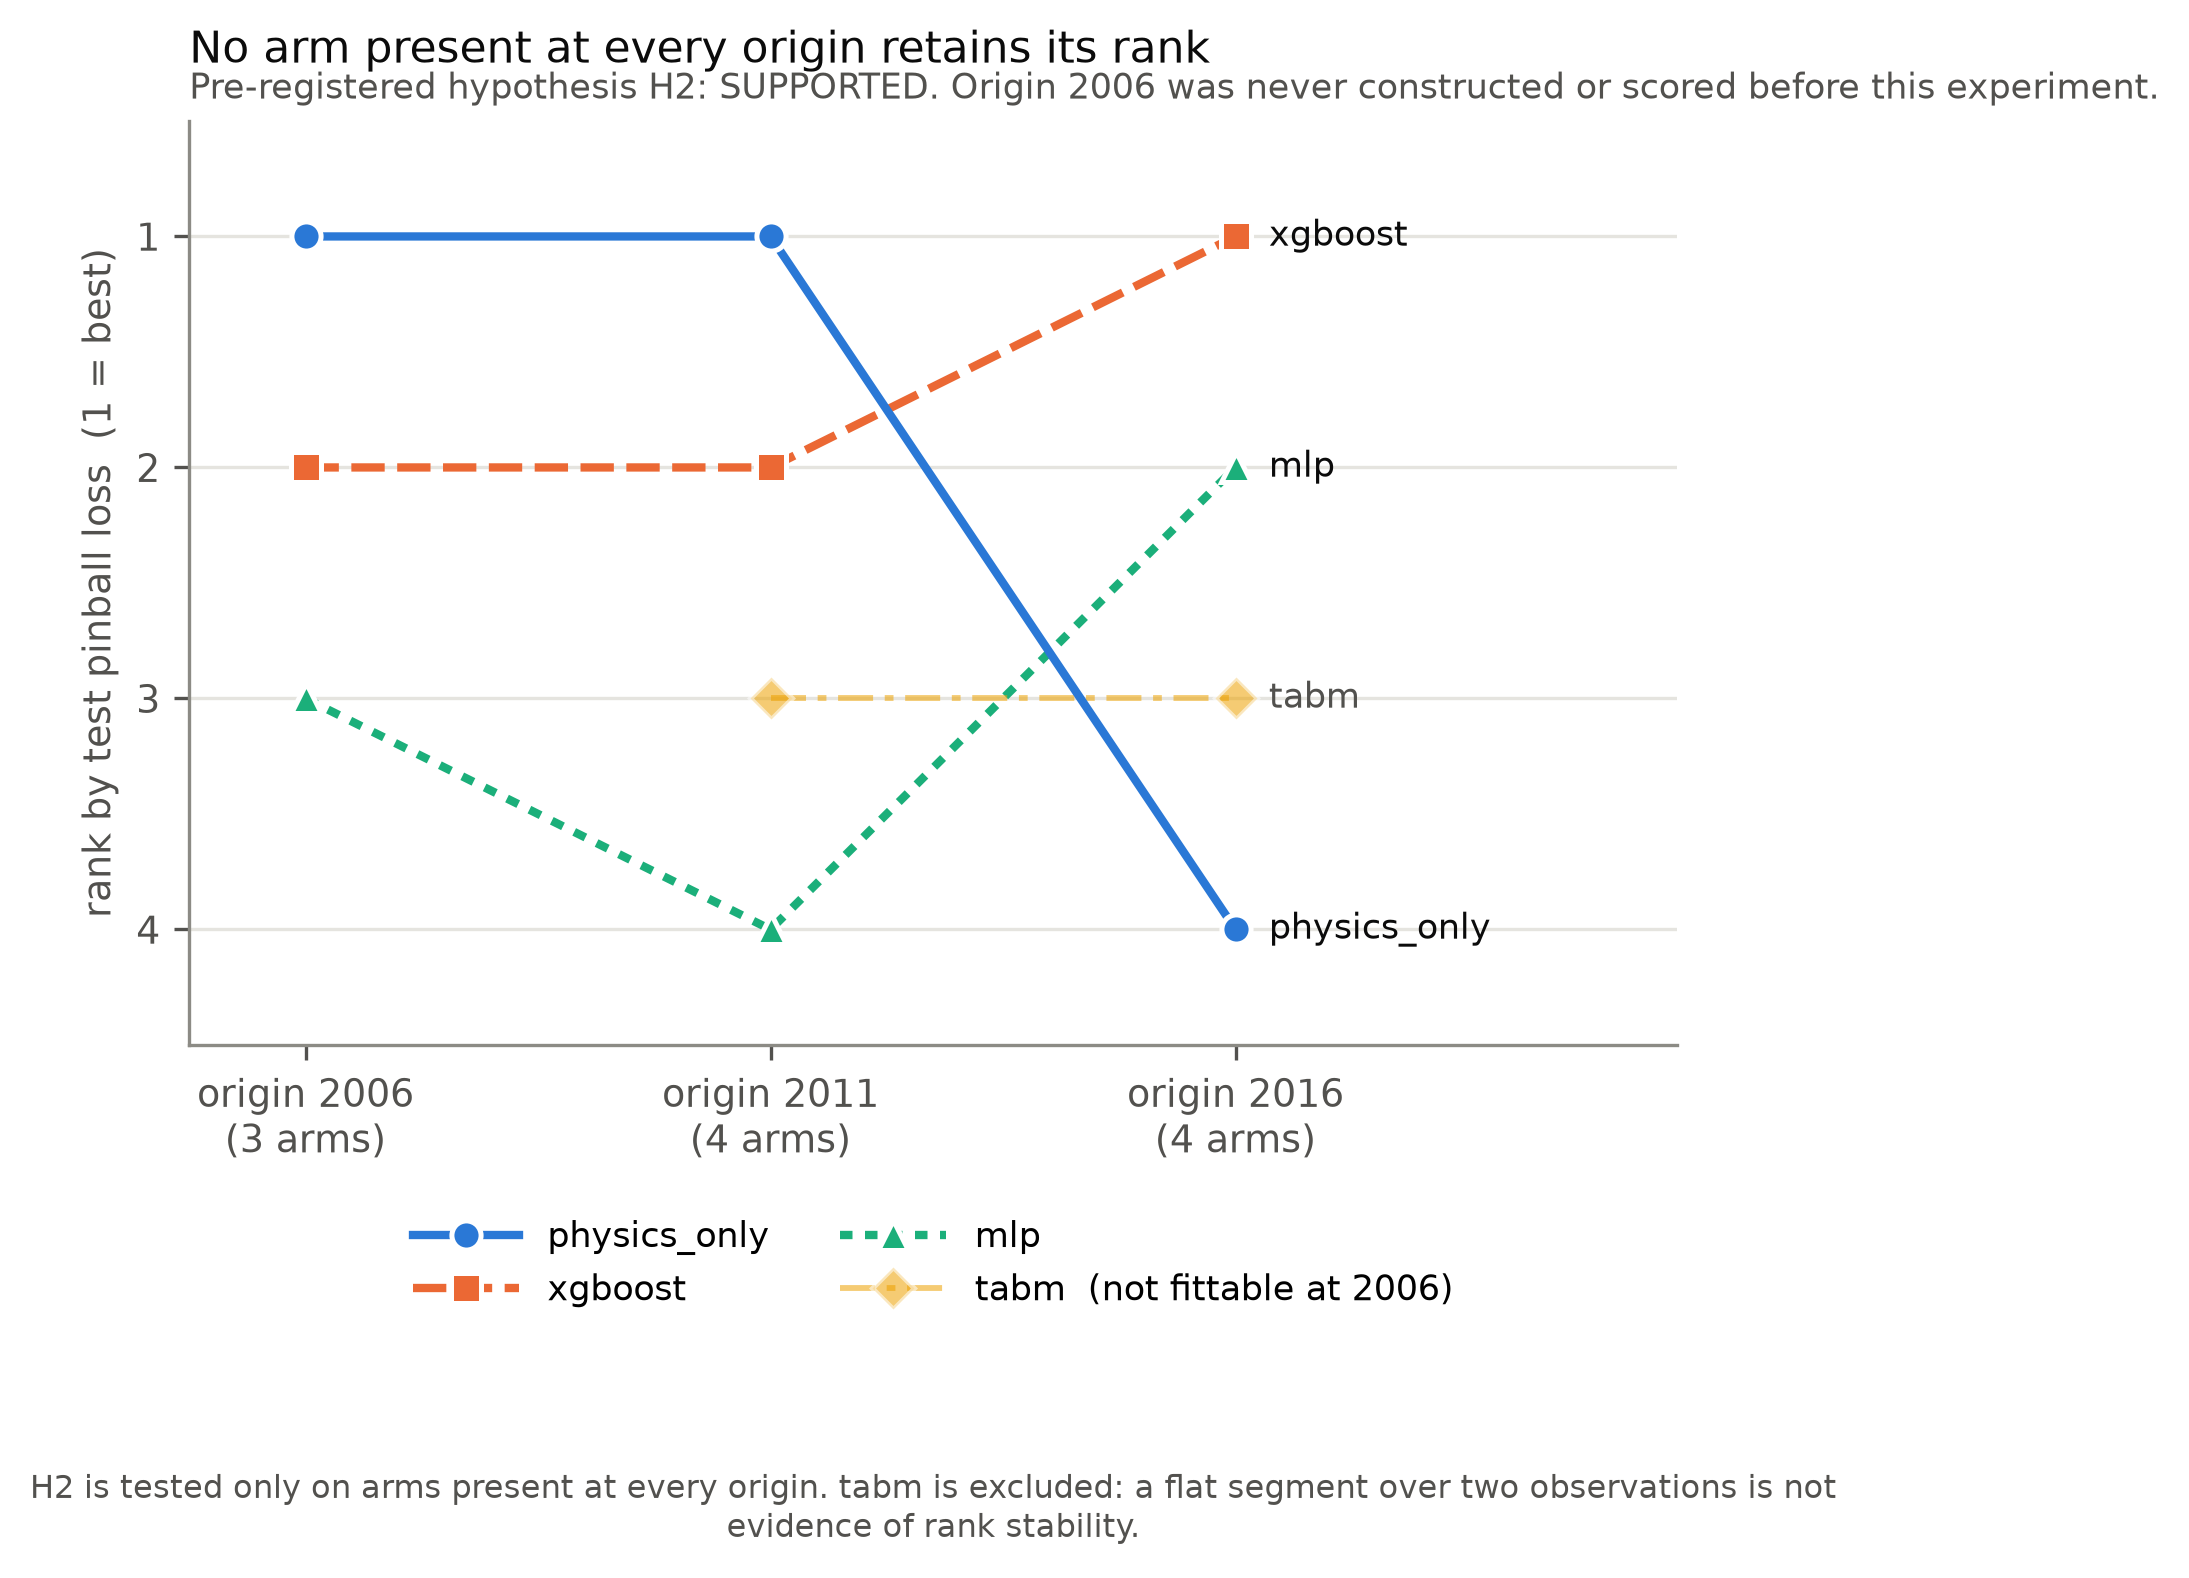 No arm present at every origin retains its rank
Pre-registered hypothesis H2: SUPPORTED. Origin 2006 was never constructed or scored before this experiment.
rank by test pinball loss  (1 = best)
1
2
3
4
xgboost
mlp
tabm
physics_only
origin 2006
(3 arms)
origin 2011
(4 arms)
origin 2016
(4 arms)
physics_only
xgboost
mlp
tabm  (not fittable at 2006)
H2 is tested only on arms present at every origin. tabm is excluded: a flat segment over two observations is not
evidence of rank stability.